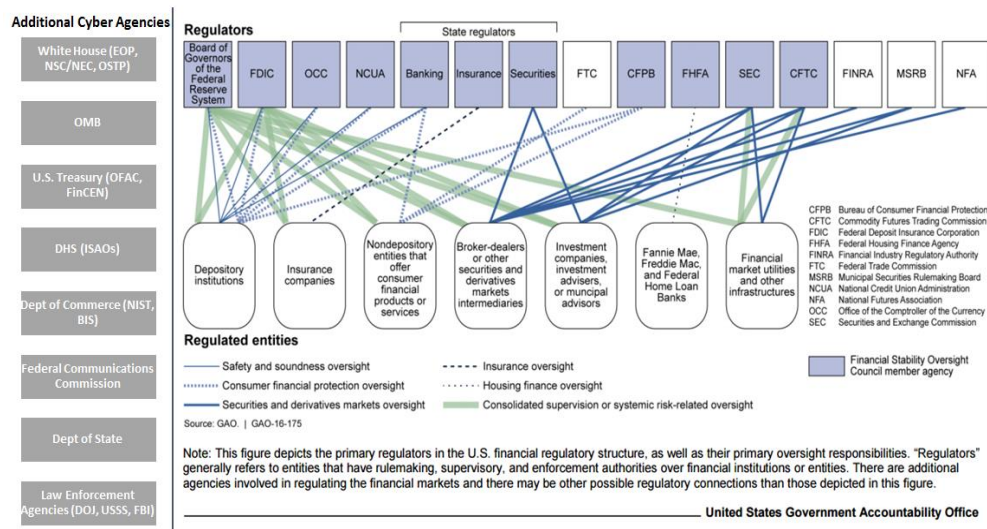 Additional Cyber Agencies
White House (EOP,
NSC/NEC, OSTP)
OMB
U.S. Treasury (OFAC,
FinCEN)
DHS (ISAOs)
Dept of Commerce (NIST,
BIS)
Federal Communications
Commission
Dept of State
Law Enforcement
Agencies (DOJ, USSS, FBI)
Regulators
State regulators
Board of
Governors
of the
Federal
Reserve
System
FDIC
OCC
NCUA
Banking
Insurance
Securities
FTC
CFPB
FHFA
SEC
CFTC
FINRA
MSRB
NFA
Depository
institutions
Insurance
companies
Nondepository
entities that
offer
consumer
financial
products or
services
Broker-dealers
or other
securities and
derivatives
markets
intermediaries
Investment
companies,
investment
advisers, or
muncipal
advisors
Fannie Mae,
Freddie Mac,
and Federal
Home Loan
Banks
Financial
market utilities
and other
infrastructures
CFPB Bureau of Consumer Financial Protection
CFTC Commodity Futures Trading Commission
FDIC Federal Deposit Insurance Corporation
FHFA Federal Housing Finance Agency
FINRA Financial Industry Regulatory Authority
FTC Federal Trade Commission
MSRB Municipal Securities Rulemaking Board
NCUA National Credit Union Administration
NFA National Futures Association
OCC Office of the Comptroller of the Currency
SEC Securities and Exchange Commission
Regulated entities
Safety and soundness oversight
Consumer financial protection oversight
Securities and derivatives markets oversight
Insurance oversight
Housing finance oversight
Consolidated supervision or systemic risk-related oversight
Financial Stability Oversight
Council member agency
Source: GAO. | GAO-16-175
Note: This figure depicts the primary regulators in the U.S. financial regulatory structure, as well as their primary oversight responsibilities. “Regulators”
generally refers to entities that have rulemaking, supervisory, and enforcement authorities over financial institutions or entities. There are additional
agencies involved in regulating the financial markets and there may be other possible regulatory connections than those depicted in this figure.
United States Government Accountability Office